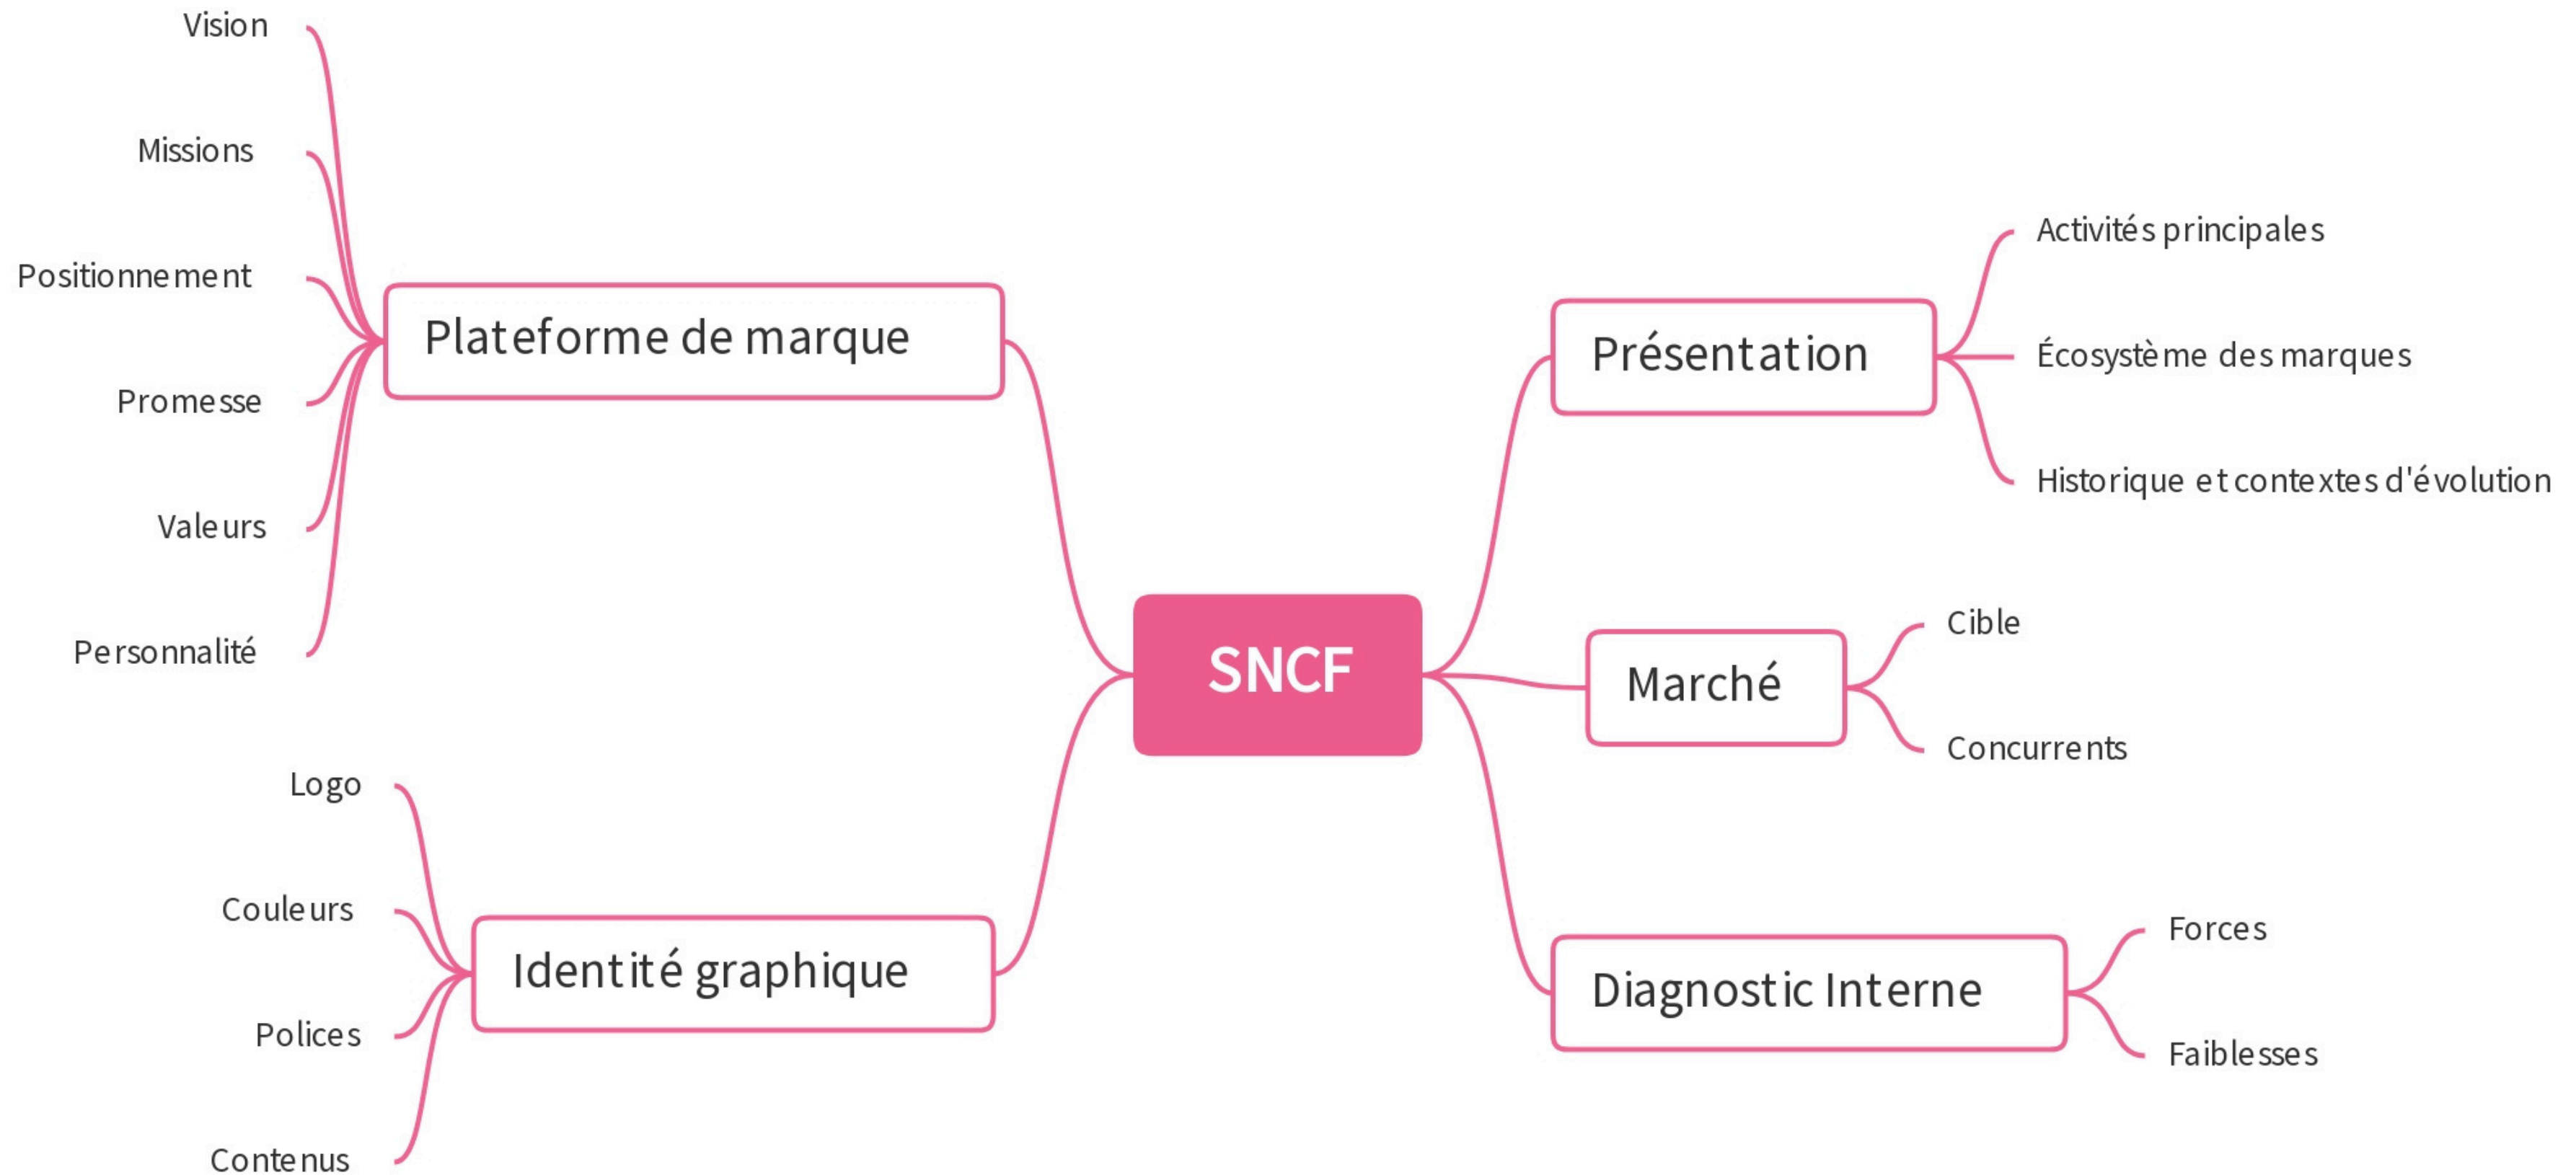 Vision
Missions
Positionnement
Promesse
Valeurs
Personnalité
Plateforme de marque
Logo
Couleurs
Polices
Contenus
Identité graphique
SNCF
Présentation
Activités principales
Écosystème des marques
Historique et contextes d'évolution
Marché
Cible
Concurrents
Diagnostic Interne
Forces
Faiblesses